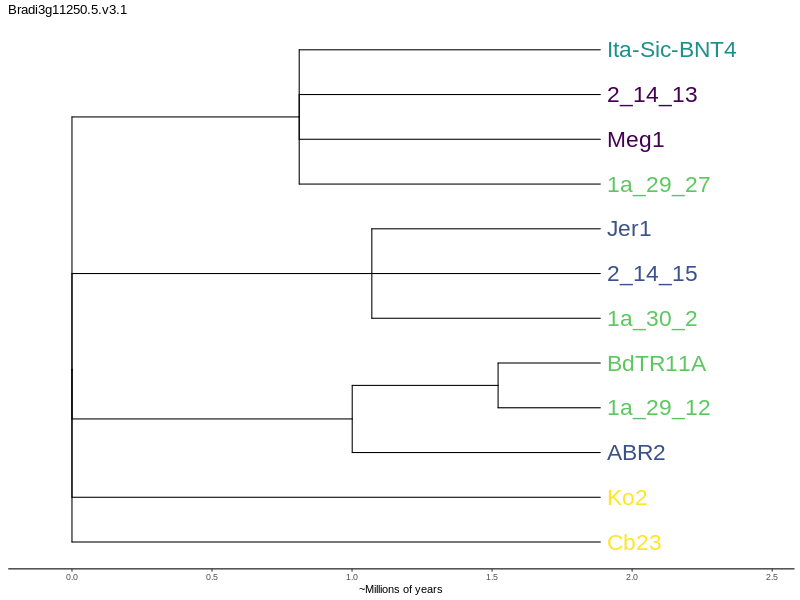 Bradi3g11250.5.v3.1
Ita-Sic-BNT4
2_14_13
Meg1
1a_29_27
Jer1
2_14_15
1a_30_2
BdTR11A
1a_29_12
ABR2
Ko2
Cb23
0.0 0.5 1.0 1.5 2.0 2.5
~Millions of years